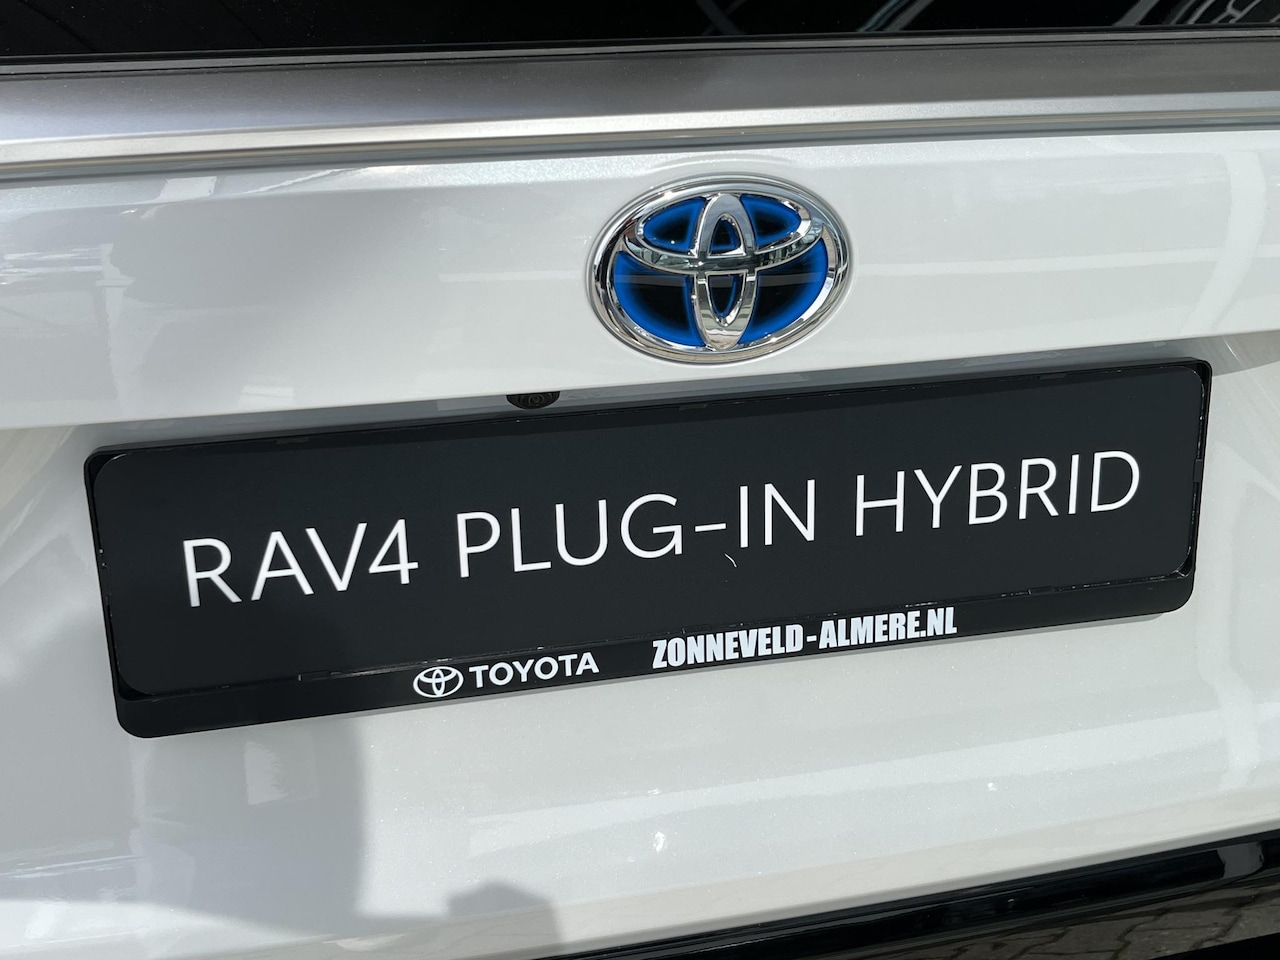 RAV4 PLUG-IN HYBRID
TOYOTA ZONNEVELD-ALMERE.NL